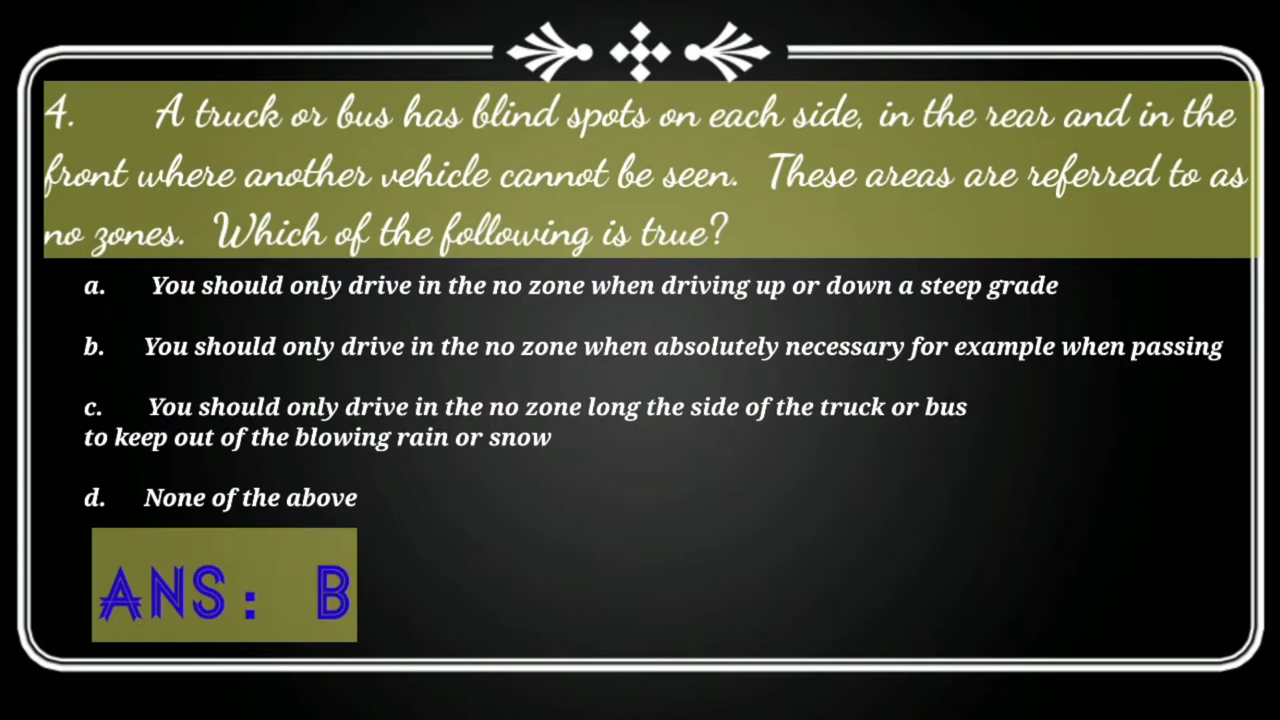 4. A truck or bus has blind spots on each side, in the rear and in the
front where another vehicle cannot be seen. These areas are referred to as
no zones. Which of the following is true?
a. You should only drive in the no zone when driving up or down a steep grade
b. You should only drive in the no zone when absolutely necessary for example when passing
c. You should only drive in the no zone long the side of the truck or bus
to keep out of the blowing rain or snow
d. None of the above
ANS: B